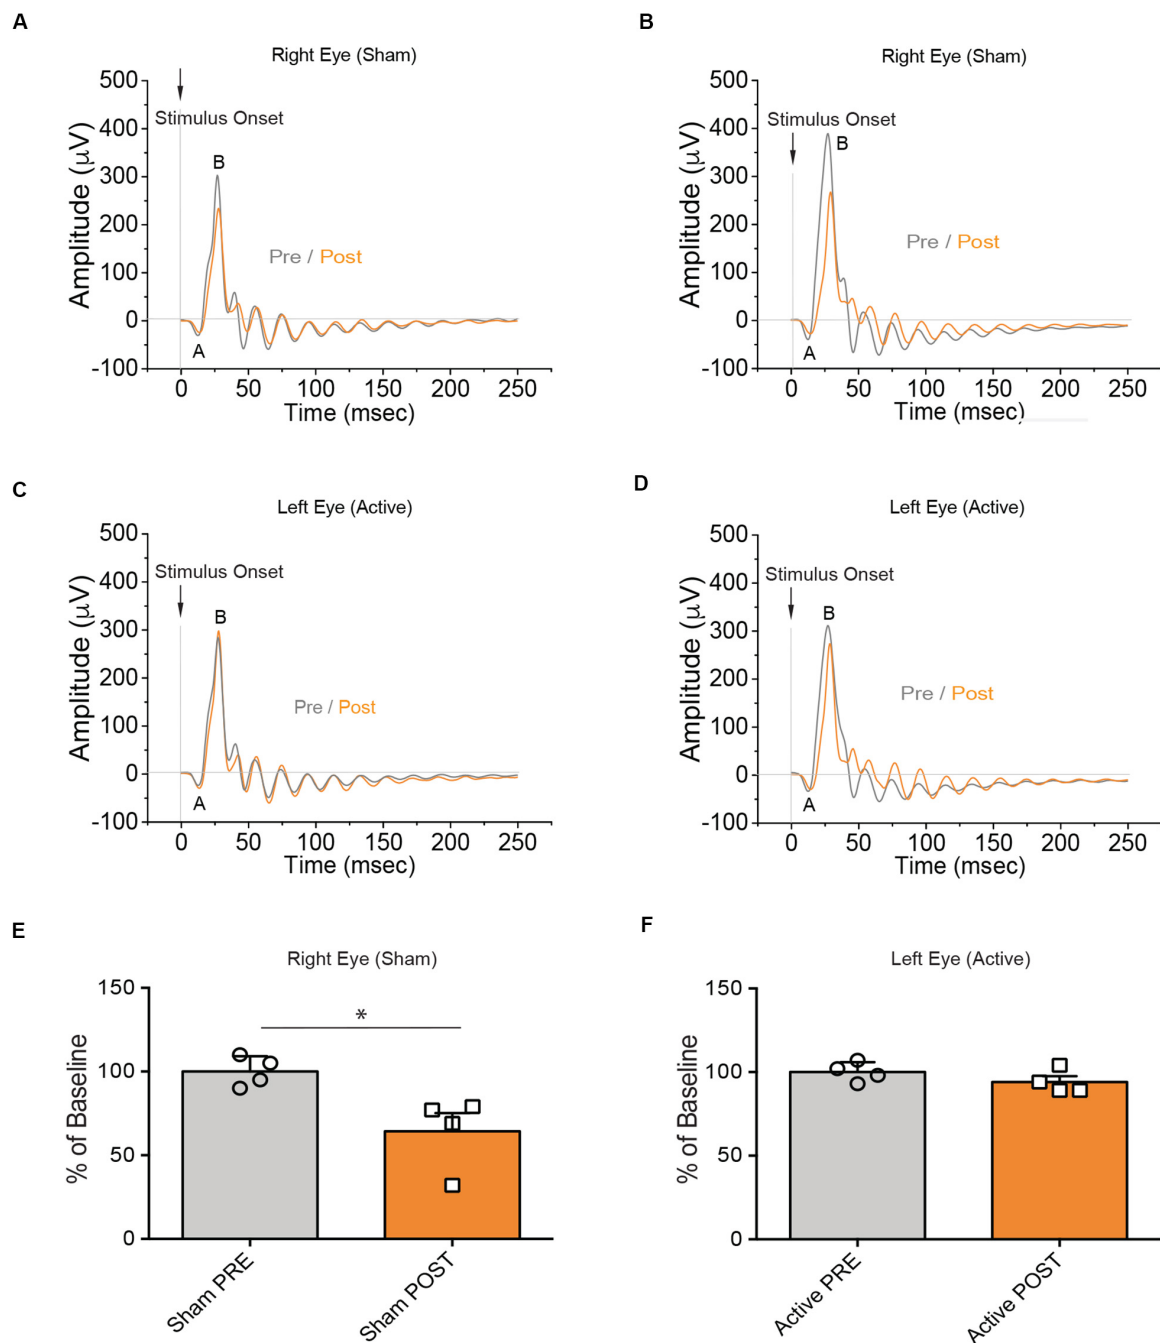 A
Right Eye (Sham)
Stimulus Onset
500
400
300
200
100
0
-100
Amplitude (μV)
B
A
Pre / Post
0 50 100 150 200 250
Time (msec)
B
Right Eye (Sham)
Stimulus Onset
500
400
300
200
100
0
-100
Amplitude (μV)
B
A
Pre / Post
0 50 100 150 200 250
Time (msec)
C
Left Eye (Active)
Stimulus Onset
500
400
300
200
100
0
-100
Amplitude (μV)
B
A
Pre / Post
0 50 100 150 200 250
Time (msec)
D
Left Eye (Active)
Stimulus Onset
500
400
300
200
100
0
-100
Amplitude (μV)
B
A
Pre / Post
0 50 100 150 200 250
Time (msec)
E
Right Eye (Sham)
150
100
50
0
% of Baseline
*
Sham PRE
Sham POST
F
Left Eye (Active)
150
100
50
0
% of Baseline
Active PRE
Active POST